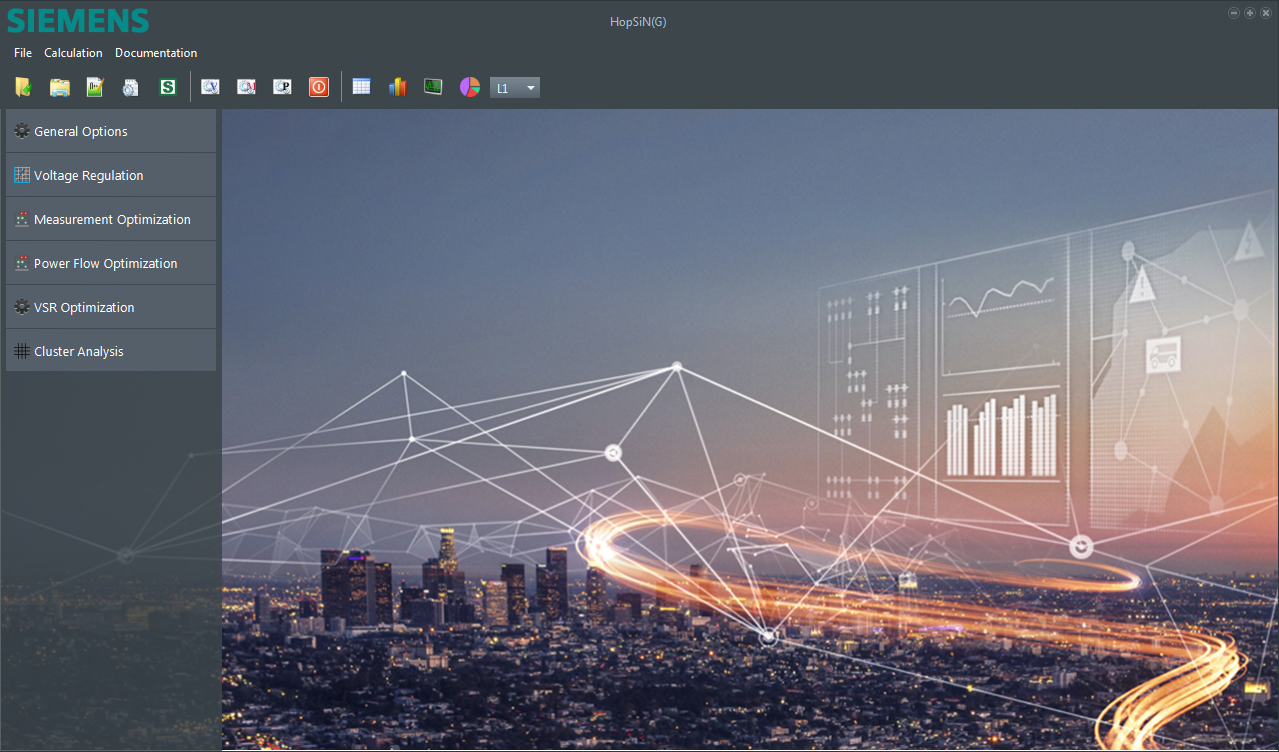 SIEMENS
HopSiN(G)
File Calculation Documentation
S V M P L1
General Options
Voltage Regulation
Measurement Optimization
Power Flow Optimization
VSR Optimization
Cluster Analysis